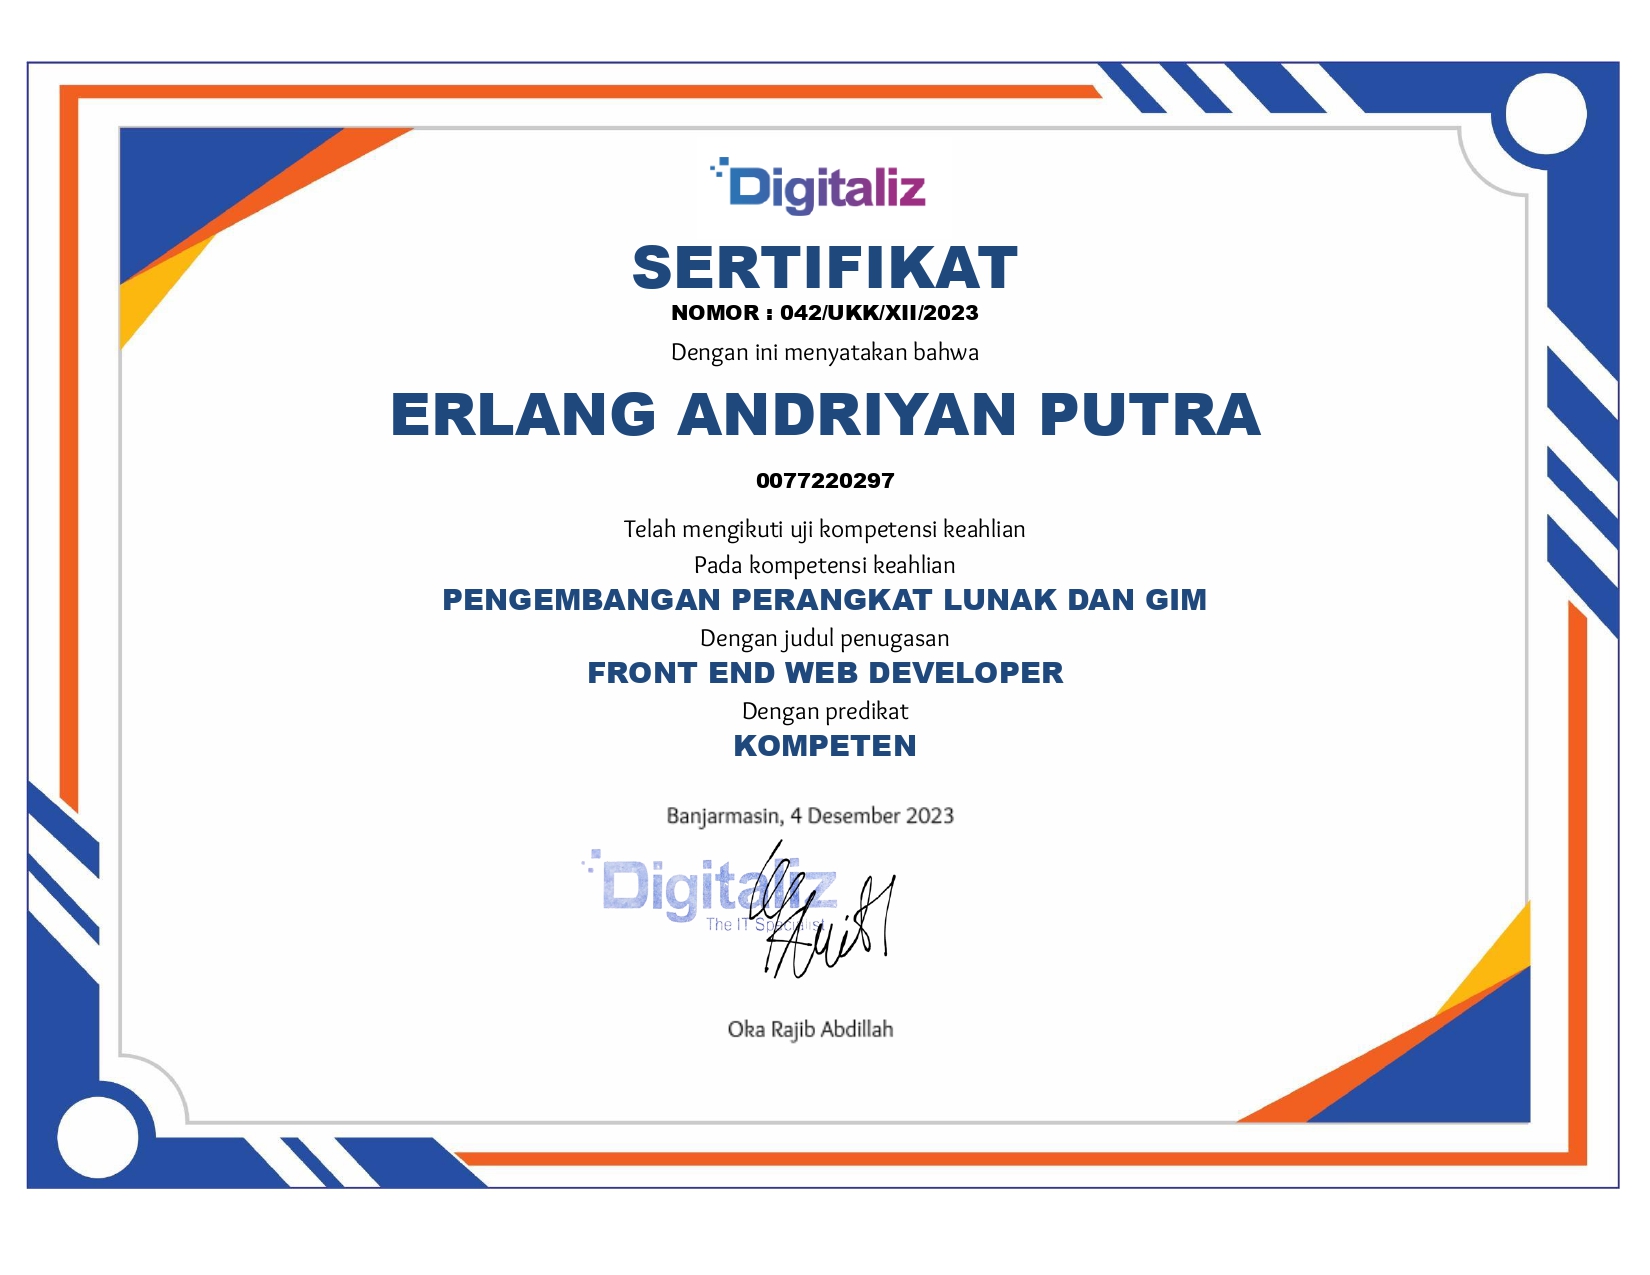 Digitaliz
SERTIFIKAT
NOMOR : 042/UKK/XII/2023
Dengan ini menyatakan bahwa
ERLANG ANDRIYAN PUTRA
0077220297
Telah mengikuti uji kompetensi keahlian
Pada kompetensi keahlian
PENGEMBANGAN PERANGKAT LUNAK DAN GIM
Dengan judul penugasan
FRONT END WEB DEVELOPER
Dengan predikat
KOMPETEN
Banjarmasin, 4 Desember 2023
Digitaliz
The IT Specialist
Oka Rajib Abdillah